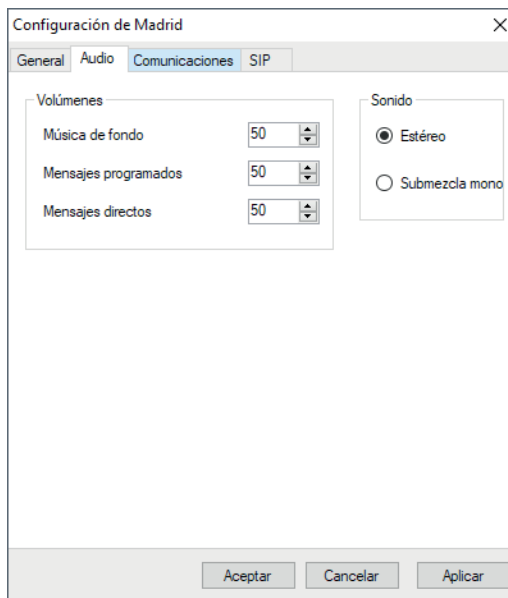 Configuración de Madrid
General Audio Comunicaciones SIP
Volúmenes
Música de fondo 50
Mensajes programados 50
Mensajes directos 50
Sonido
Estéreo
Submezcla mono
Aceptar Cancelar Aplicar